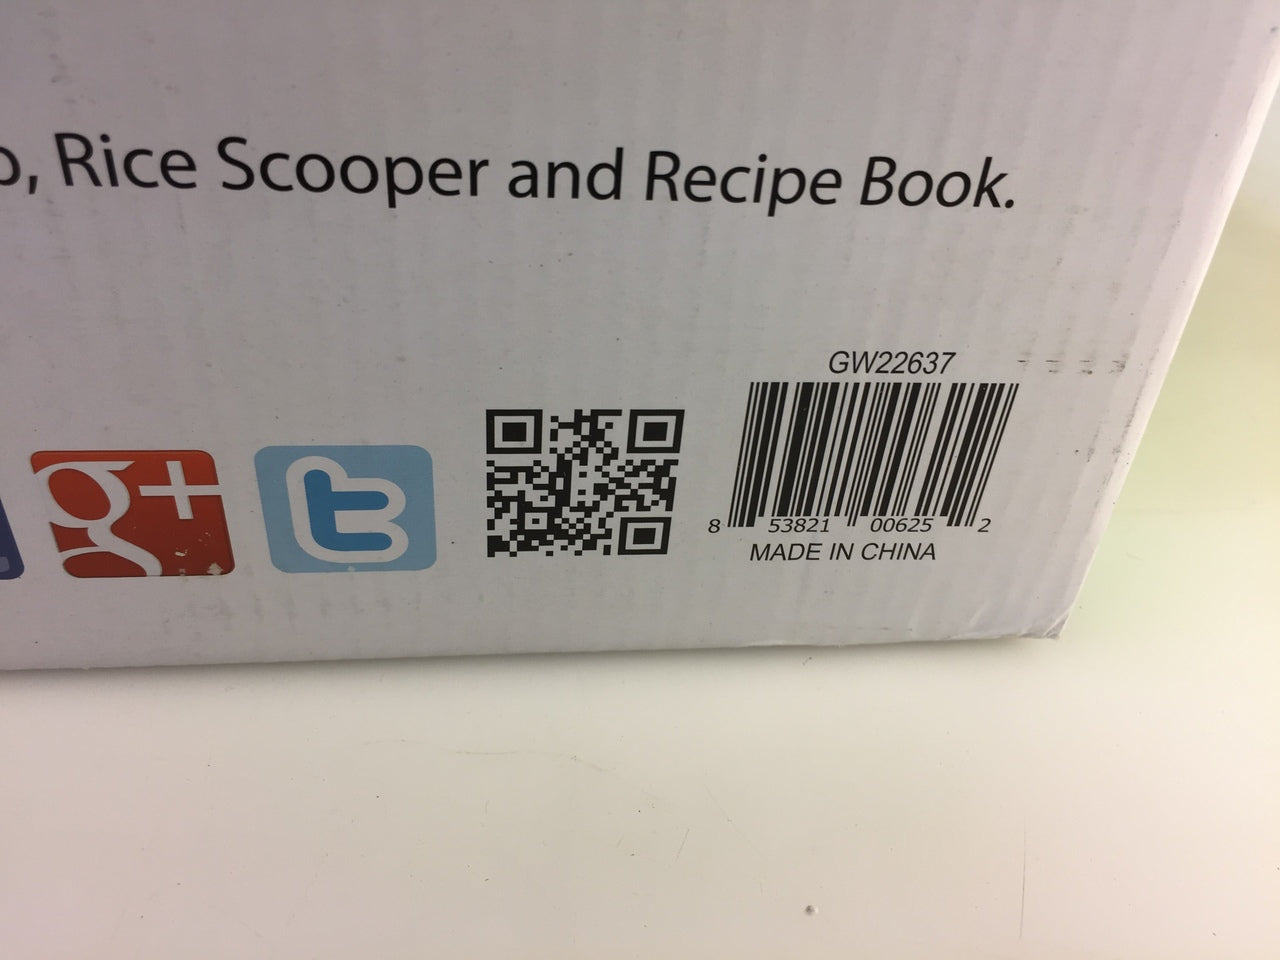 , Rice Scooper and Recipe Book.
GW22637
g+
t
8 53821 00625 2
MADE IN CHINA